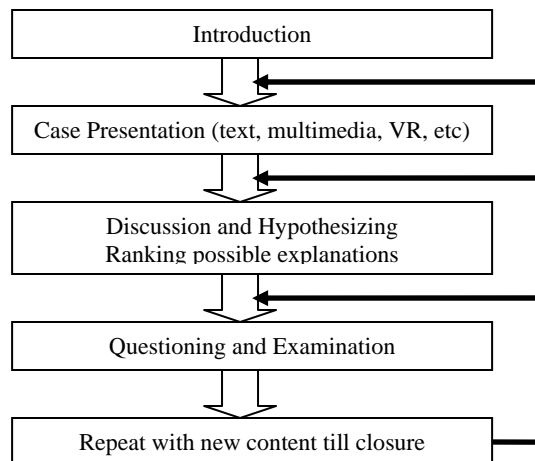 Introduction
Case Presentation (text, multimedia, VR, etc)
Discussion and Hypothesizing
Ranking possible explanations
Questioning and Examination
Repeat with new content till closure